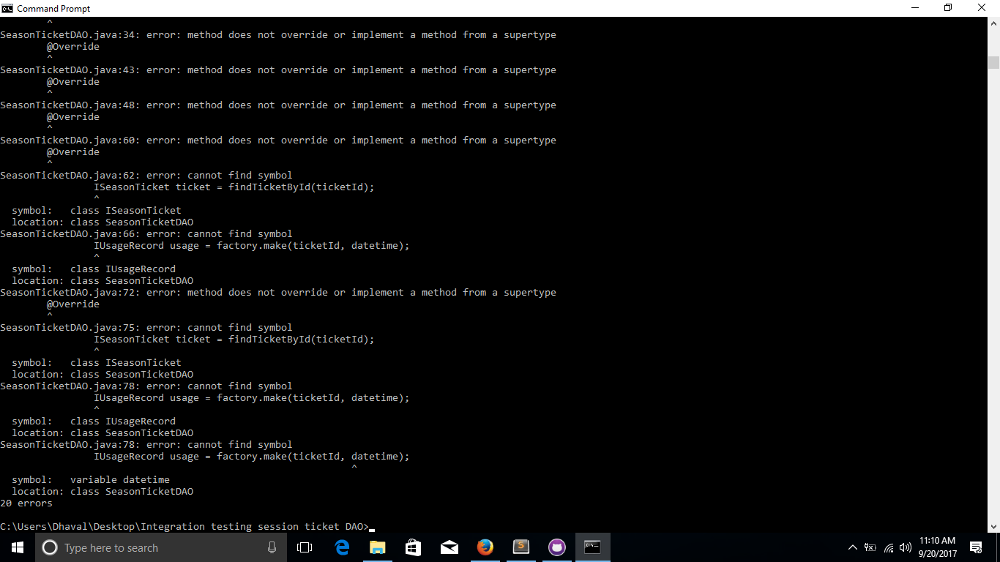 Command Prompt
^
SeasonTicketDAO.java:34: error: method does not override or implement a method from a supertype
@Override
^
SeasonTicketDAO.java:43: error: method does not override or implement a method from a supertype
@Override
^
SeasonTicketDAO.java:48: error: method does not override or implement a method from a supertype
@Override
^
SeasonTicketDAO.java:60: error: method does not override or implement a method from a supertype
@Override
^
SeasonTicketDAO.java:62: error: cannot find symbol
ISeasonTicket ticket = findTicketById(ticketId);
^
symbol:   class ISeasonTicket
location: class SeasonTicketDAO
SeasonTicketDAO.java:66: error: cannot find symbol
IUsageRecord usage = factory.make(ticketId, datetime);
^
symbol:   class IUsageRecord
location: class SeasonTicketDAO
SeasonTicketDAO.java:72: error: method does not override or implement a method from a supertype
@Override
^
SeasonTicketDAO.java:75: error: cannot find symbol
ISeasonTicket ticket = findTicketById(ticketId);
^
symbol:   class ISeasonTicket
location: class SeasonTicketDAO
SeasonTicketDAO.java:78: error: cannot find symbol
IUsageRecord usage = factory.make(ticketId, datetime);
^
symbol:   class IUsageRecord
location: class SeasonTicketDAO
SeasonTicketDAO.java:78: error: cannot find symbol
IUsageRecord usage = factory.make(ticketId, datetime);
^
symbol:   variable datetime
location: class SeasonTicketDAO
20 errors
C:\Users\Dhaval\Desktop\Integration testing session ticket DAO>
Type here to search
11:10 AM
9/20/2017